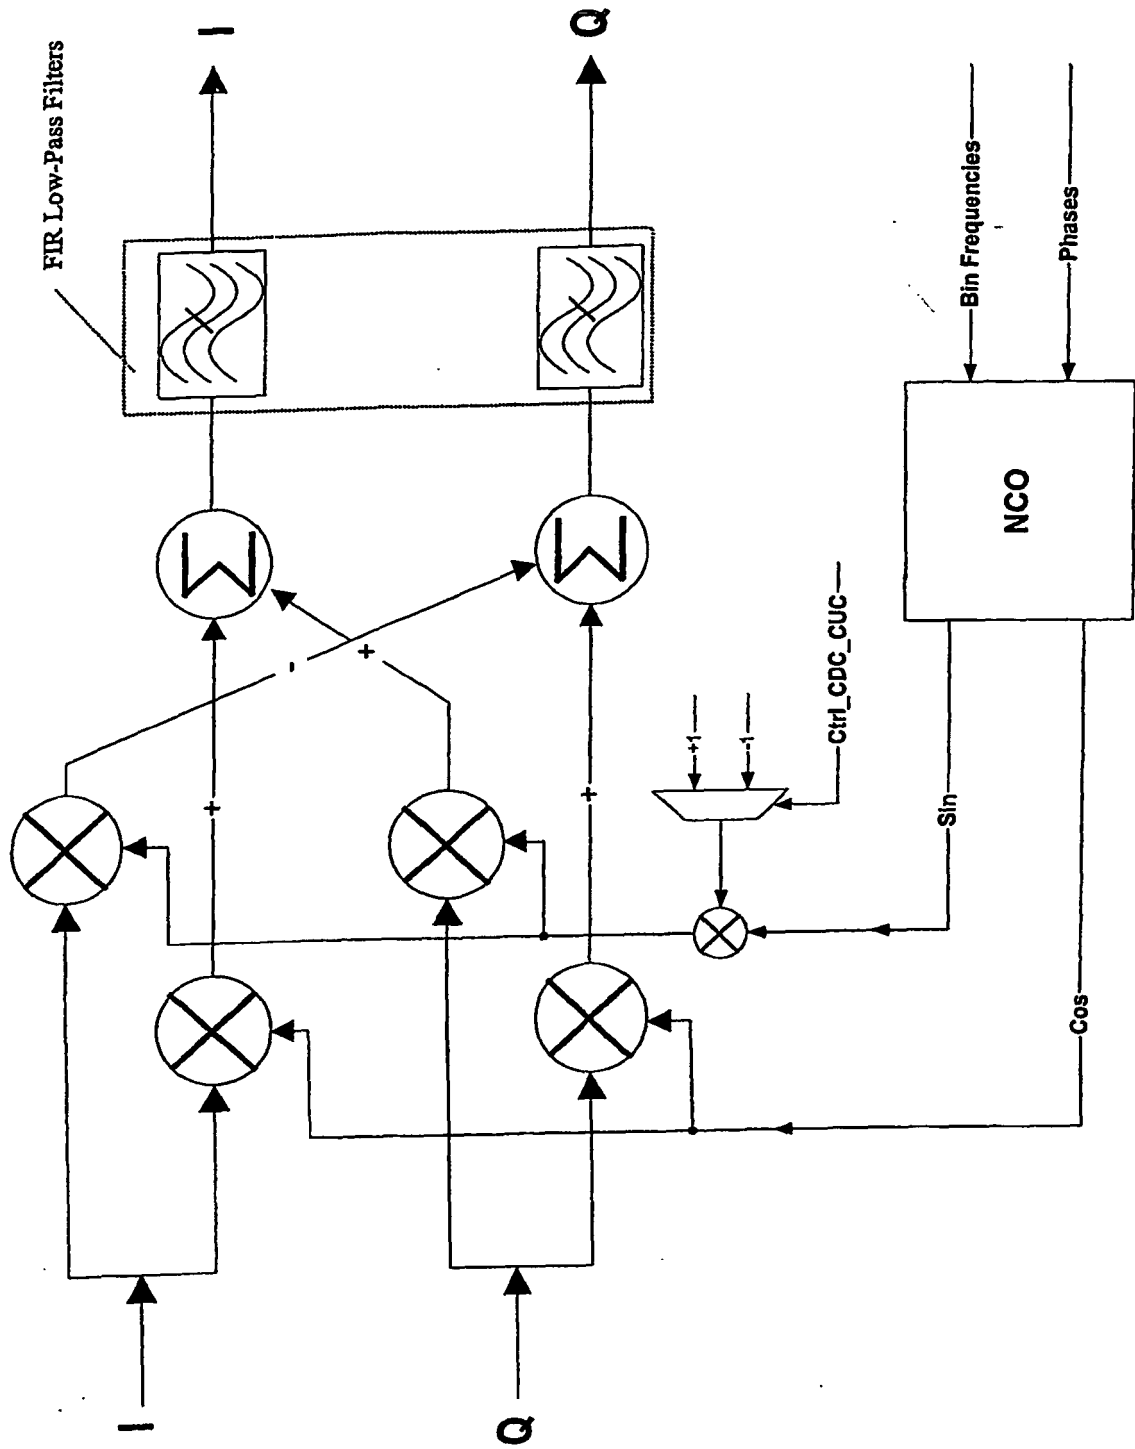 FIR Low-Pass Filters
I
I
Q
Q
+
-
+
+
+1
-1
Ctrl_CDC_CUC
Sin
Cos
NCO
Bin Frequencies
Phases